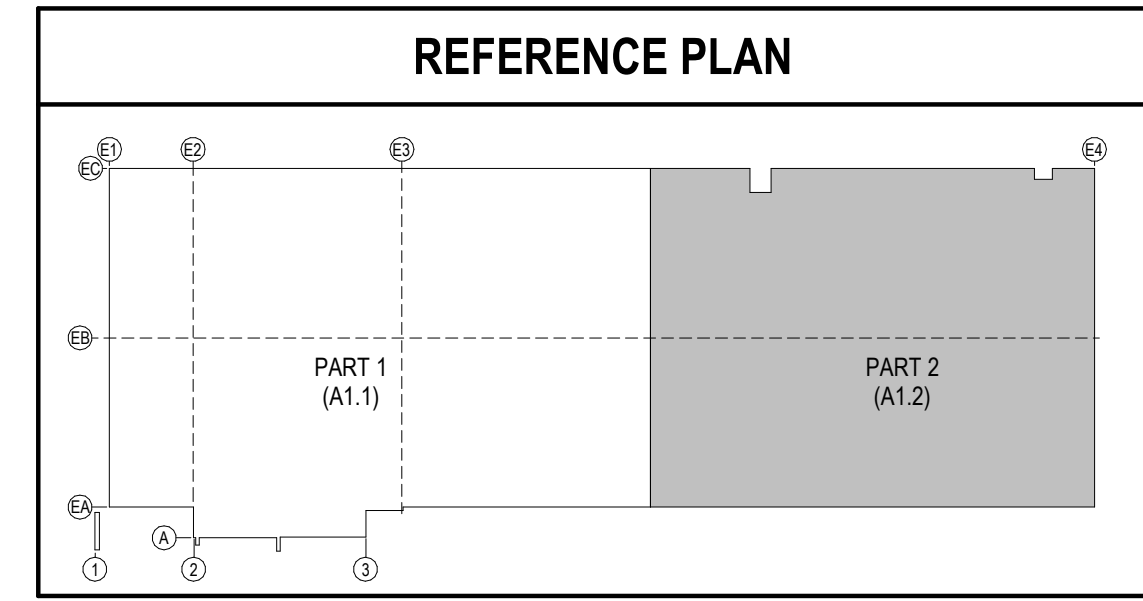 REFERENCE PLAN
E1 E2 E3 E4
EC
EB
PART 1
(A1.1)
PART 2
(A1.2)
EA
A
1 2 3